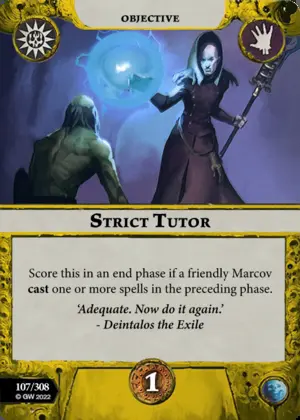 OBJECTIVE
STRICT TUTOR
Score this in an end phase if a friendly Marcov
cast one or more spells in the preceding phase.
'Adequate. Now do it again.'
- Deintalos the Exile
107/308
© GW 2022
1